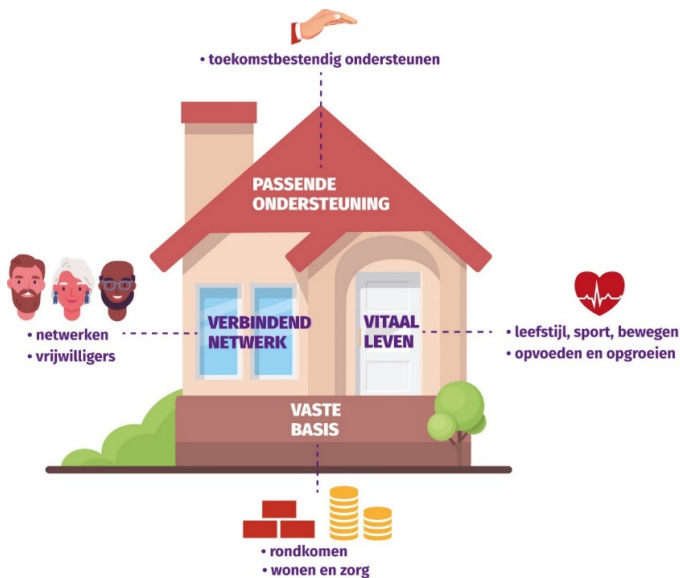 • toekomstbestendig ondersteunen
PASSENDE
ONDERSTEUNING
VERBINDEND
NETWERK
VITAAL
LEVEN
• netwerken
• vrijwilligers
• leefstijl, sport, bewegen
• opvoeden en opgroeien
VASTE
BASIS
• rondkomen
• wonen en zorg